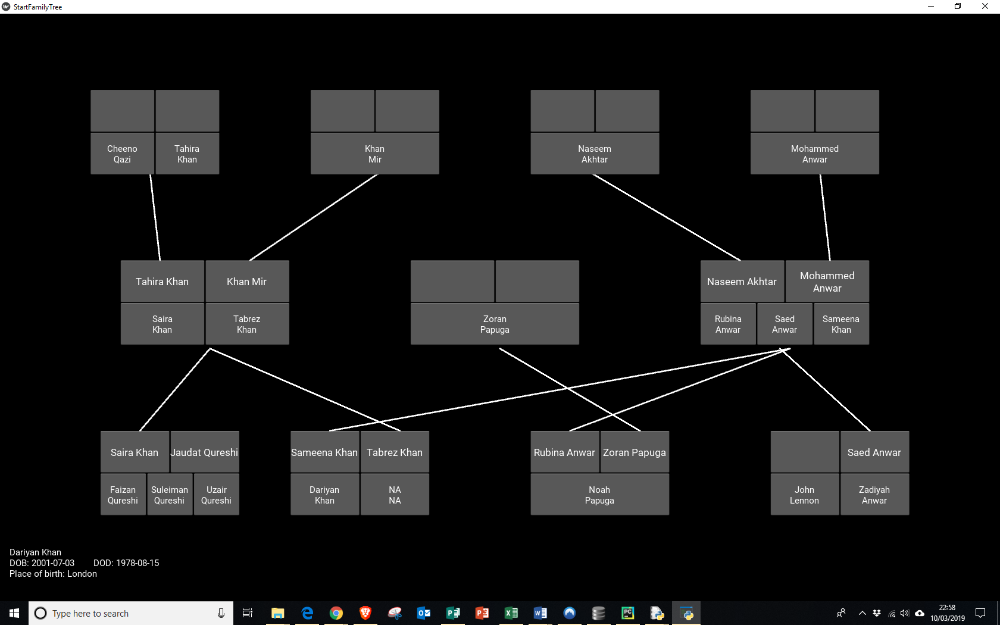 StartFamilyTree
Cheeno
Qazi
Tahira
Khan
Khan
Mir
Naseem
Akhtar
Mohammed
Anwar
Tahira Khan
Khan Mir
Naseem Akhtar
Mohammed
Anwar
Saira
Khan
Tabrez
Khan
Zoran
Papuga
Rubina
Anwar
Saed
Anwar
Sameena
Khan
Saira Khan
Jaudat Qureshi
Sameena Khan
Tabrez Khan
Rubina Anwar
Zoran Papuga
Saed Anwar
Faizan
Qureshi
Suleiman
Qureshi
Uzair
Qureshi
Dariyan
Khan
NA
NA
Noah
Papuga
John
Lennon
Zadiyah
Anwar
Dariyan Khan
DOB: 2001-07-03 DOD: 1978-08-15
Place of birth: London
Type here to search
22:58
10/03/2019